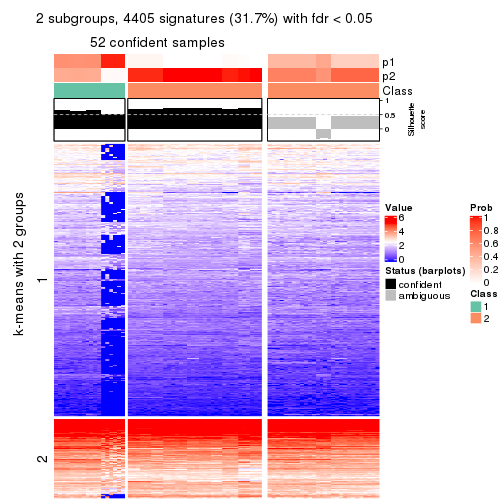 2 subgroups, 4405 signatures (31.7%) with fdr < 0.05
52 confident samples
p1
p2
Class
1
0.5
0
Silhouette
score
k-means with 2 groups
1
2
Value
6
4
2
0
Status (barplots)
confident
ambiguous
Prob
1
0.8
0.6
0.4
0.2
0
Class
1
2